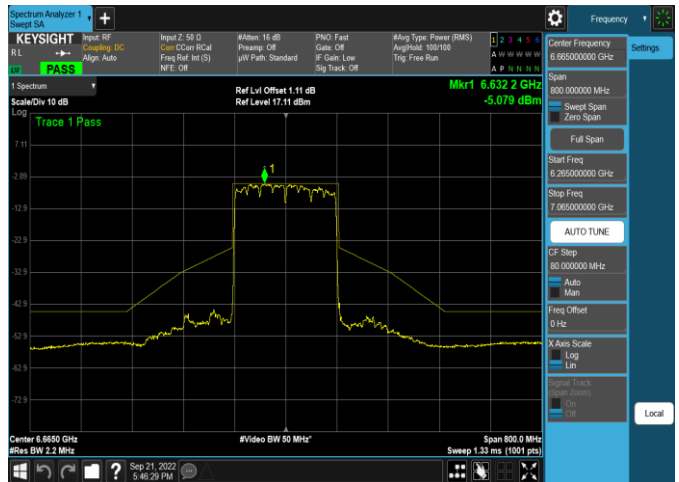 Spectrum Analyzer 1
Swept SA
Frequency
KEYSIGHT
Input: RF
Input Z: 50 Ω
#Atten: 16 dB
PNO: Fast
#Avg Type: Power (RMS)
1 2 3 4 5 6
RL
Coupling: DC
Corr CCorr RCal
Preamp: Off
Gate: Off
Avg|Hold: 100/100
A W W W W W
Align: Auto
Freq Ref: Int (S)
µW Path: Standard
IF Gain: Low
Trig: Free Run
PASS
NFE: Off
Sig Track: Off
A P N N N N
1 Spectrum
Ref Lvl Offset 1.11 dB
Mkr1 6.632 2 GHz
Scale/Div 10 dB
Ref Level 17.11 dBm
-5.079 dBm
Log
Trace 1 Pass
1
7.11
-2.89
-12.9
-22.9
-32.9
-42.9
-52.9
-62.9
-72.9
Center 6.6650 GHz
#Video BW 50 MHz*
Span 800.0 MHz
#Res BW 2.2 MHz
Sweep 1.33 ms (1001 pts)
Sep 21, 2022
5:46:29 PM
Center Frequency
6.665000000 GHz
Settings
Span
800.000000 MHz
Swept Span
Zero Span
Full Span
Start Freq
6.265000000 GHz
Stop Freq
7.065000000 GHz
AUTO TUNE
CF Step
80.000000 MHz
Auto
Man
Freq Offset
0 Hz
X Axis Scale
Log
Lin
Signal Track
(Span Zoom)
On
Off
Local